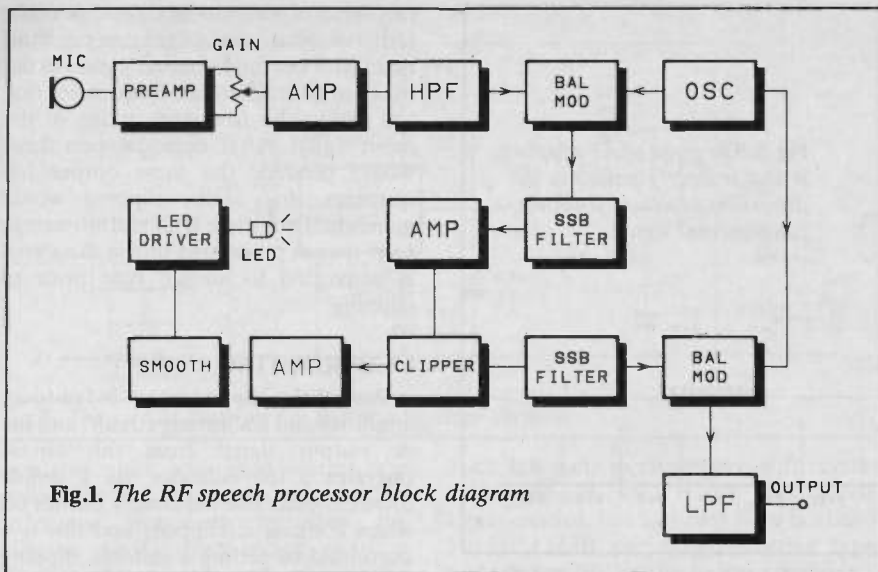 MIC
GAIN
PREAMP
AMP
HPF
BAL
MOD
OSC
LED
DRIVER
LED
AMP
SSB
FILTER
SMOOTH
AMP
CLIPPER
SSB
FILTER
BAL
MOD
LPF
OUTPUT
Fig.1. The RF speech processor block diagram